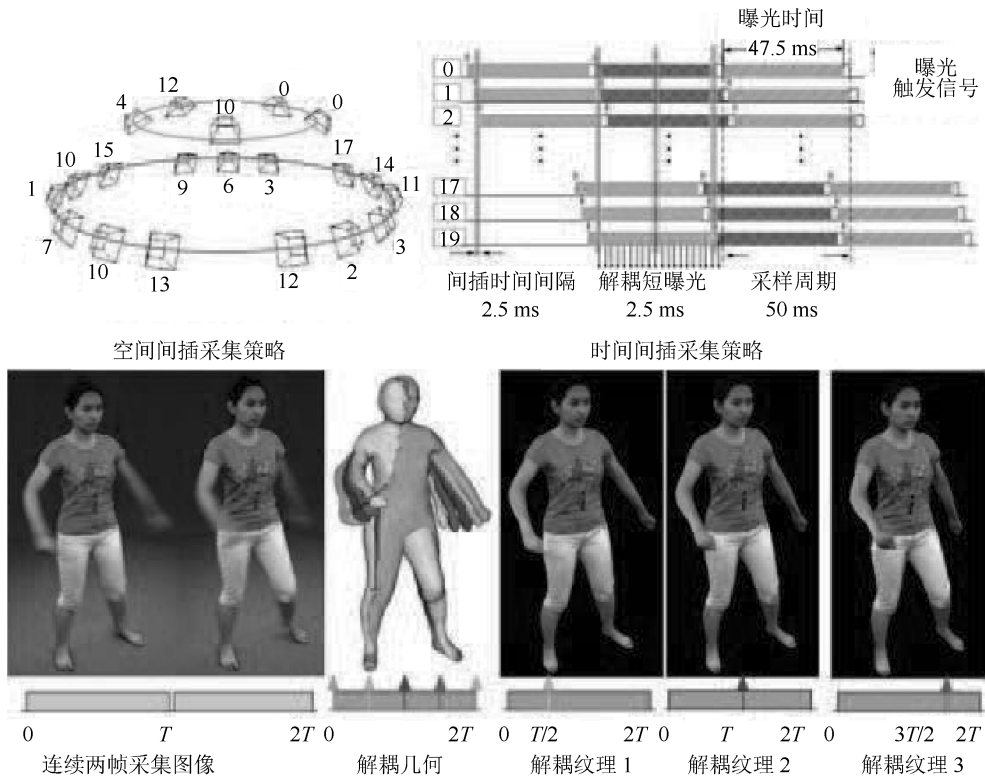 12
0
4
10
0
15
17
10
14
1
9
6
3
11
7
3
10
13
12
2
曝光时间
47.5 ms
曝光
触发信号
0
1
2
17
18
19
间插时间间隔
2.5 ms
解耦短曝光
2.5 ms
采样周期
50 ms
空间间插采集策略
时间间插采集策略
0 T 2T
连续两帧采集图像
0 2T
解耦几何
0 T/2 2T
解耦纹理 1
0 T 2T
解耦纹理 2
0 3T/2 2T
解耦纹理 3